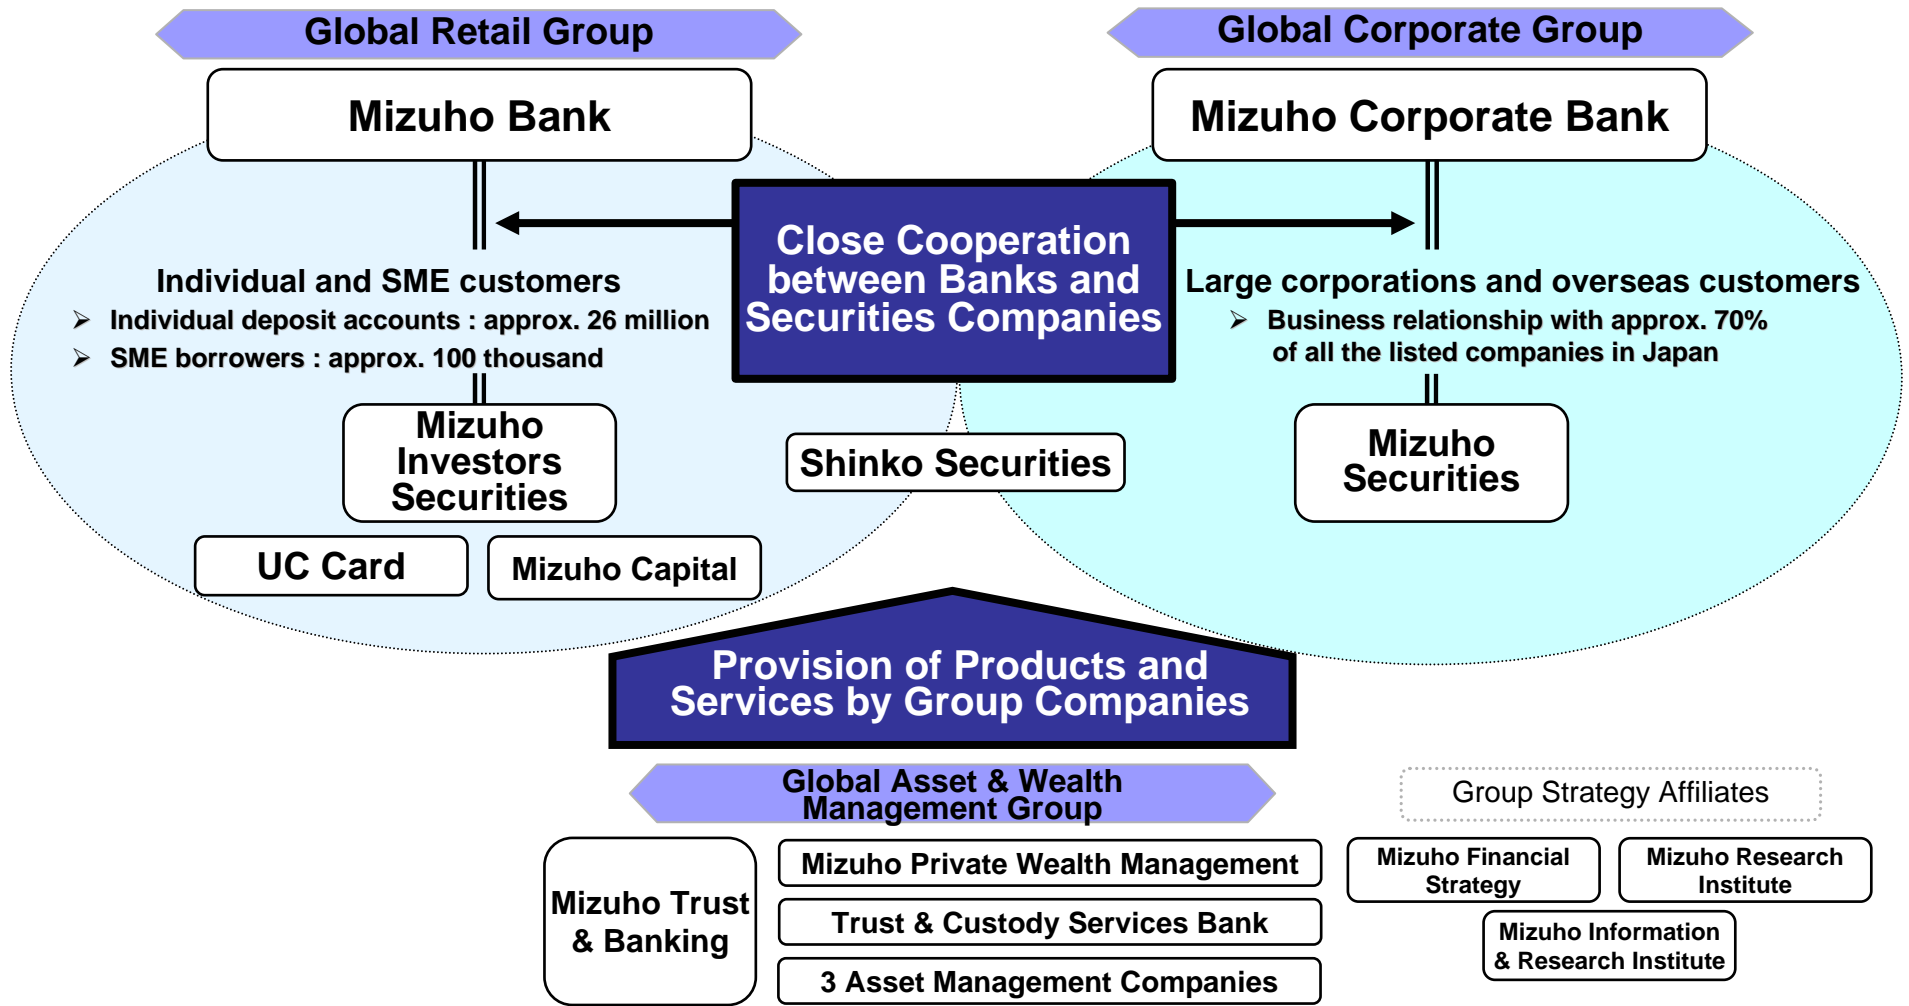 Global Retail Group
Global Corporate Group
Mizuho Bank
Mizuho Corporate Bank
Close Cooperation
between Banks and
Securities Companies
Individual and SME customers
➢ Individual deposit accounts : approx. 26 million
➢ SME borrowers : approx. 100 thousand
Large corporations and overseas customers
➢ Business relationship with approx. 70%
of all the listed companies in Japan
Mizuho
Investors
Securities
Shinko Securities
Mizuho
Securities
UC Card
Mizuho Capital
Provision of Products and
Services by Group Companies
Global Asset & Wealth
Management Group
Group Strategy Affiliates
Mizuho Trust
& Banking
Mizuho Private Wealth Management
Trust & Custody Services Bank
3 Asset Management Companies
Mizuho Financial
Strategy
Mizuho Research
Institute
Mizuho Information
& Research Institute